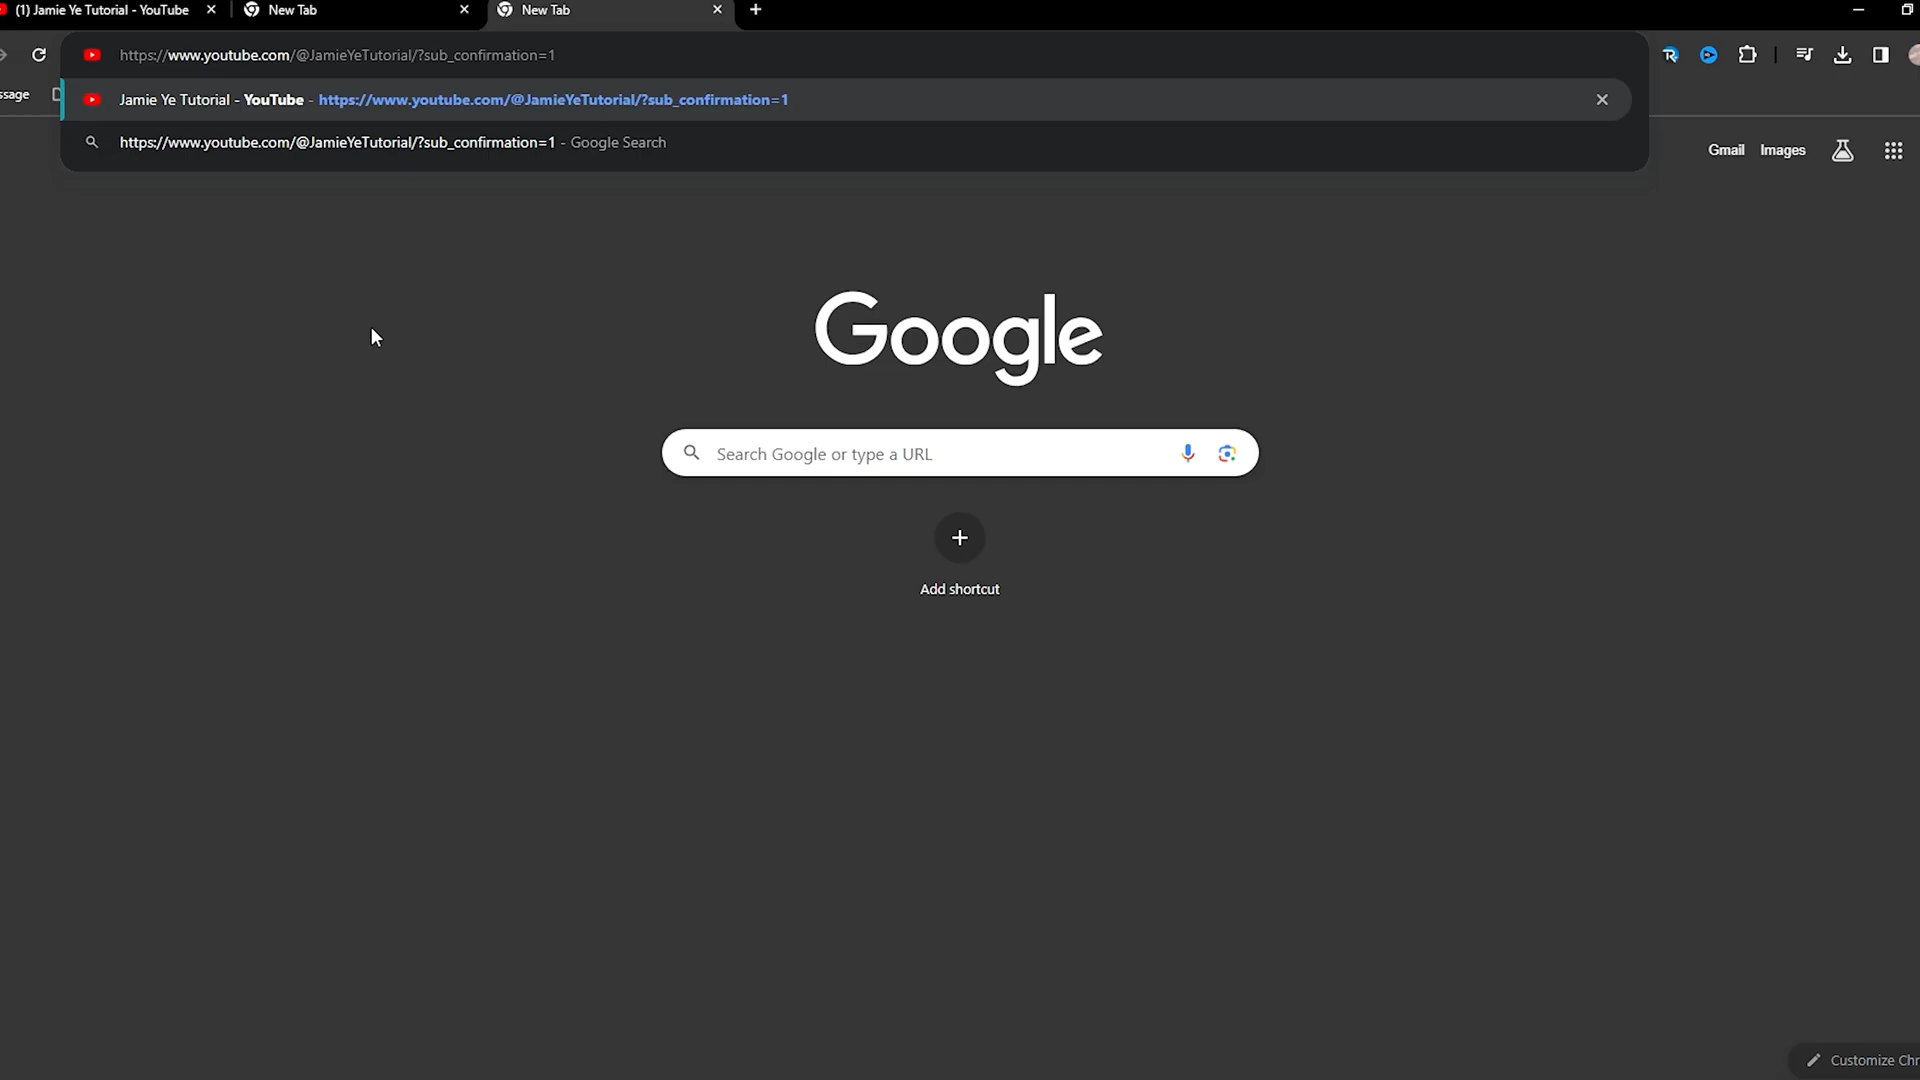 (1) Jamie Ye Tutorial - YouTube
New Tab
New Tab
https://www.youtube.com/@JamieYeTutorial/?sub_confirmation=1
ssage
Jamie Ye Tutorial - YouTube - https://www.youtube.com/@JamieYeTutorial/?sub_confirmation=1
https://www.youtube.com/@JamieYeTutorial/?sub_confirmation=1 - Google Search
Gmail
Images
Google
Search Google or type a URL
Add shortcut
Customize Chr